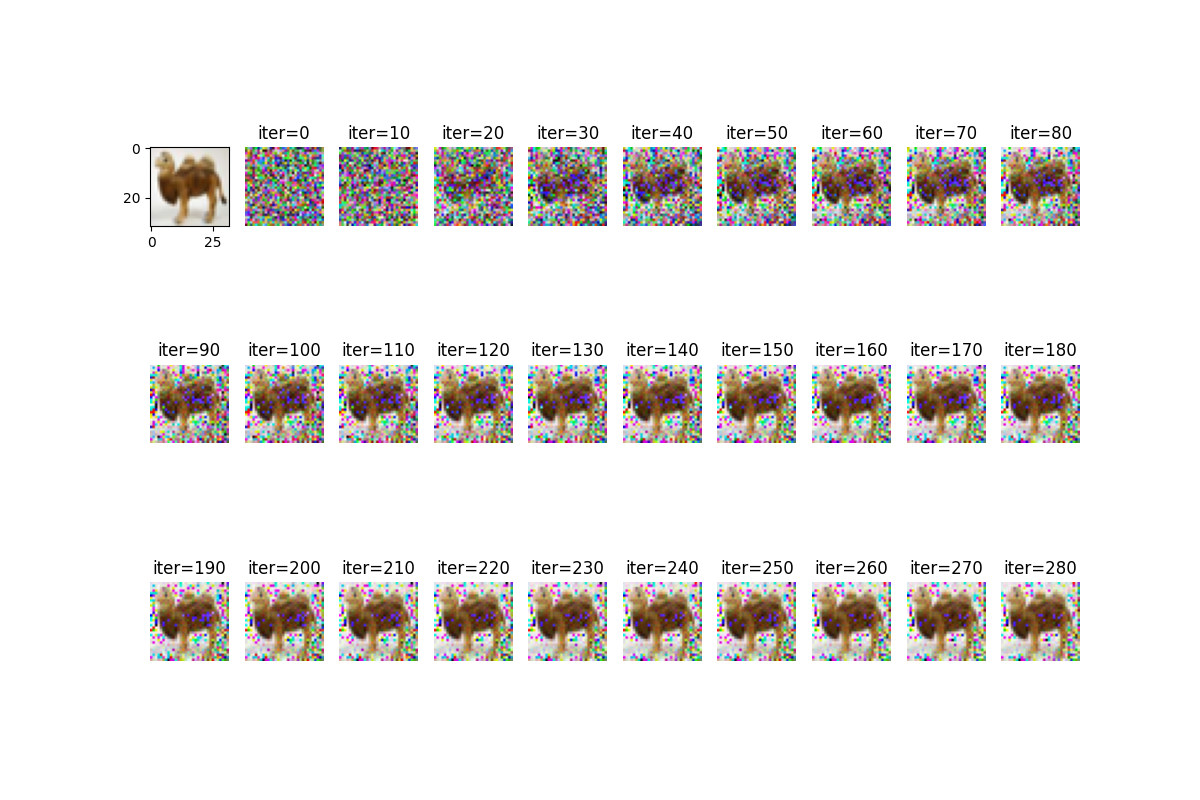 iter=0 iter=10 iter=20 iter=30 iter=40 iter=50 iter=60 iter=70 iter=80
0
20
0 25
iter=90 iter=100 iter=110 iter=120 iter=130 iter=140 iter=150 iter=160 iter=170 iter=180
iter=190 iter=200 iter=210 iter=220 iter=230 iter=240 iter=250 iter=260 iter=270 iter=280